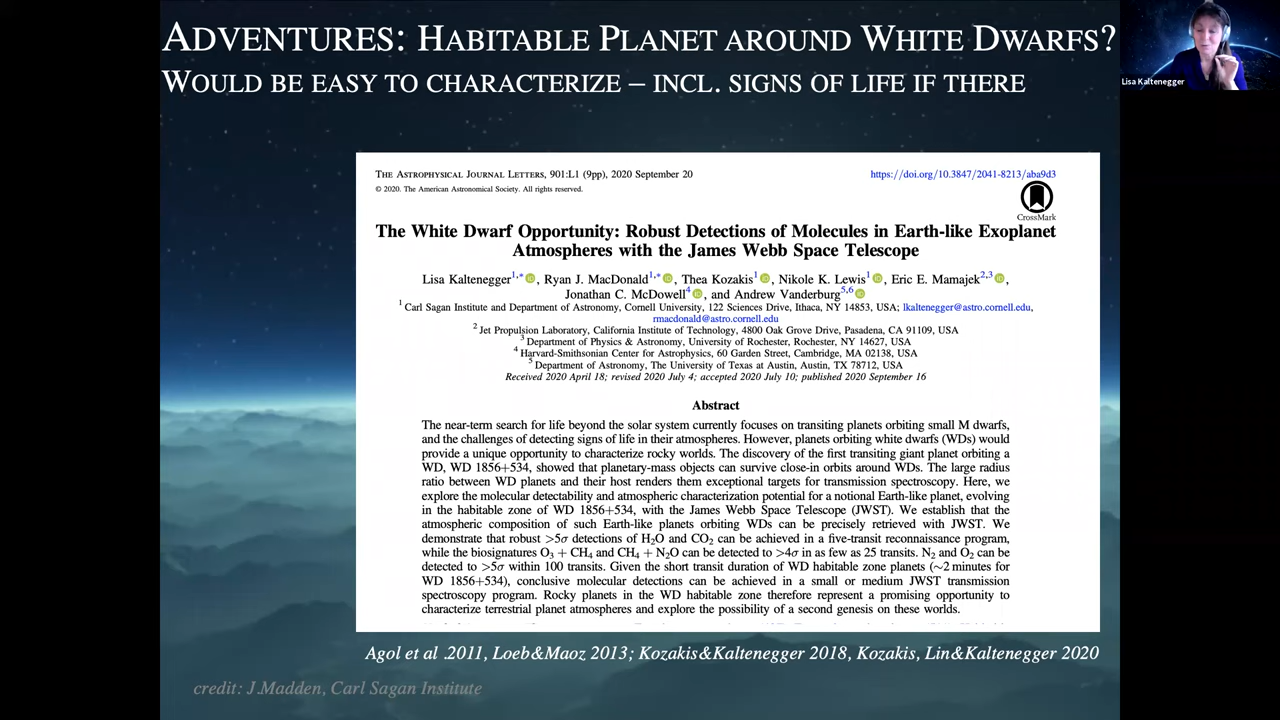 ADVENTURES: HABITABLE PLANET AROUND WHITE DWARFS?
WOULD BE EASY TO CHARACTERIZE – INCL. SIGNS OF LIFE IF THERE
Lisa Kaltenegger
THE ASTROPHYSICAL JOURNAL LETTERS, 901:L1 (9pp), 2020 September 20
https://doi.org/10.3847/2041-8213/aba9d3
© 2020. The American Astronomical Society. All rights reserved.
CrossMark
The White Dwarf Opportunity: Robust Detections of Molecules in Earth-like Exoplanet
Atmospheres with the James Webb Space Telescope
Lisa Kaltenegger1,*, Ryan J. MacDonald1,*, Thea Kozakis1, Nikole K. Lewis1, Eric E. Mamajek2,3,
Jonathan C. McDowell4, and Andrew Vanderburg5,6
1 Carl Sagan Institute and Department of Astronomy, Cornell University, 122 Sciences Drive, Ithaca, NY 14853, USA; lkaltenegger@astro.cornell.edu,
rmacdonald@astro.cornell.edu
2 Jet Propulsion Laboratory, California Institute of Technology, 4800 Oak Grove Drive, Pasadena, CA 91109, USA
3 Department of Physics & Astronomy, University of Rochester, Rochester, NY 14627, USA
4 Harvard-Smithsonian Center for Astrophysics, 60 Garden Street, Cambridge, MA 02138, USA
5 Department of Astronomy, The University of Texas at Austin, Austin, TX 78712, USA
Received 2020 April 18; revised 2020 July 4; accepted 2020 July 10; published 2020 September 16
Abstract
The near-term search for life beyond the solar system currently focuses on transiting planets orbiting small M dwarfs,
and the challenges of detecting signs of life in their atmospheres. However, planets orbiting white dwarfs (WDs) would
provide a unique opportunity to characterize rocky worlds. The discovery of the first transiting giant planet orbiting a
WD, WD 1856+534, showed that planetary-mass objects can survive close-in orbits around WDs. The large radius
ratio between WD planets and their host renders them exceptional targets for transmission spectroscopy. Here, we
explore the molecular detectability and atmospheric characterization potential for a notional Earth-like planet, evolving
in the habitable zone of WD 1856+534, with the James Webb Space Telescope (JWST). We establish that the
atmospheric composition of such Earth-like planets orbiting WDs can be precisely retrieved with JWST. We
demonstrate that robust >5σ detections of H2O and CO2 can be achieved in a five-transit reconnaissance program,
while the biosignatures O3 + CH4 and CH4 + N2O can be detected to >4σ in as few as 25 transits. N2 and O2 can be
detected to >5σ within 100 transits. Given the short transit duration of WD habitable zone planets (~2 minutes for
WD 1856+534), conclusive molecular detections can be achieved in a small or medium JWST transmission
spectroscopy program. Rocky planets in the WD habitable zone therefore represent a promising opportunity to
characterize terrestrial planet atmospheres and explore the possibility of a second genesis on these worlds.
Agol et al .2011, Loeb&Maoz 2013; Kozakis&Kaltenegger 2018, Kozakis, Lin&Kaltenegger 2020
credit: J.Madden, Carl Sagan Institute